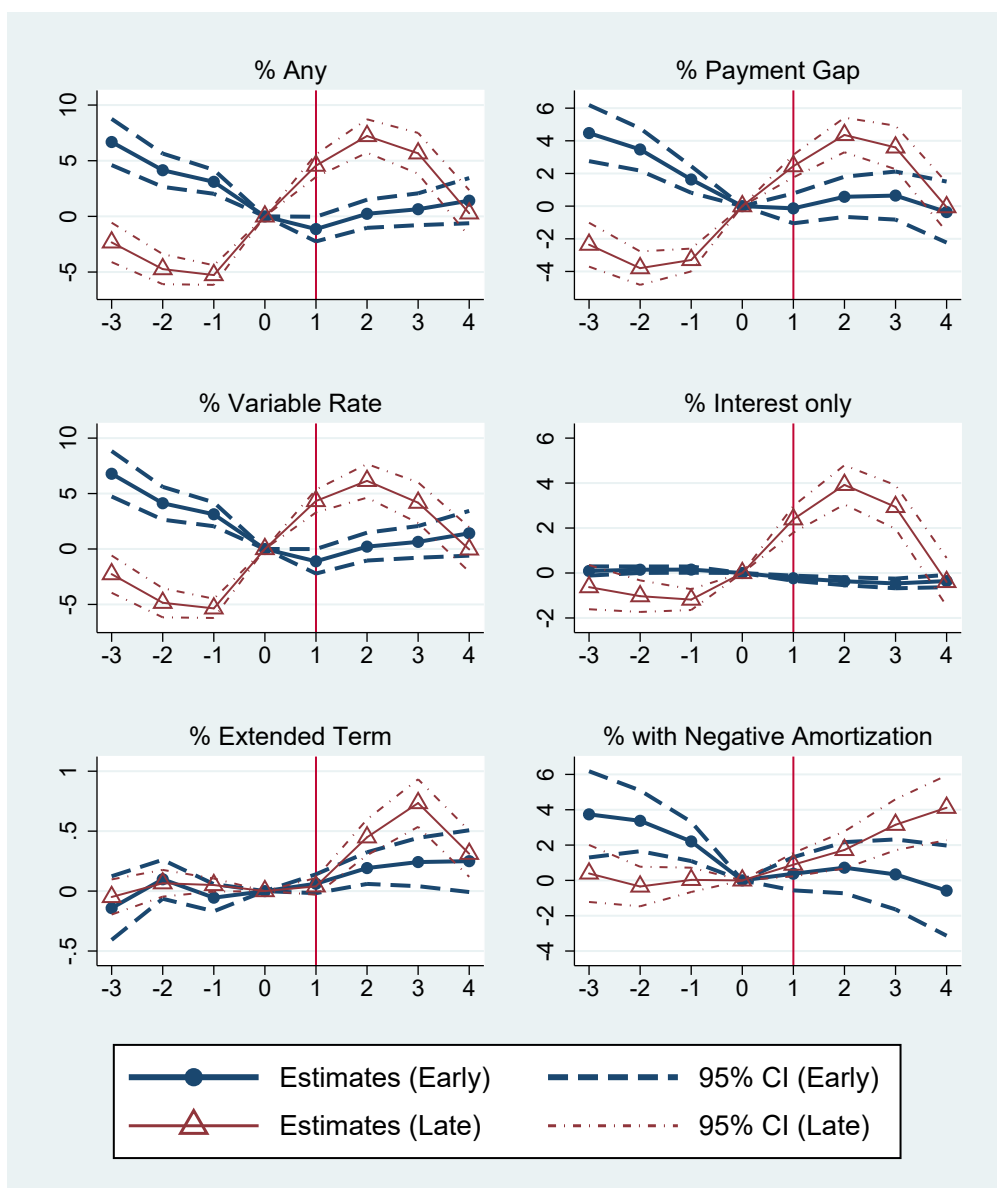 % Any
10
5
0
-5
-3 -2 -1 0 1 2 3 4
% Payment Gap
6
4
2
0
-2
-4
-3 -2 -1 0 1 2 3 4
% Variable Rate
10
5
0
-5
-3 -2 -1 0 1 2 3 4
% Interest only
6
4
2
0
-2
-3 -2 -1 0 1 2 3 4
% Extended Term
1
.5
0
-.5
-3 -2 -1 0 1 2 3 4
% with Negative Amortization
6
4
2
0
-2
-4
-3 -2 -1 0 1 2 3 4
Estimates (Early) 95% CI (Early)
Estimates (Late) 95% CI (Late)